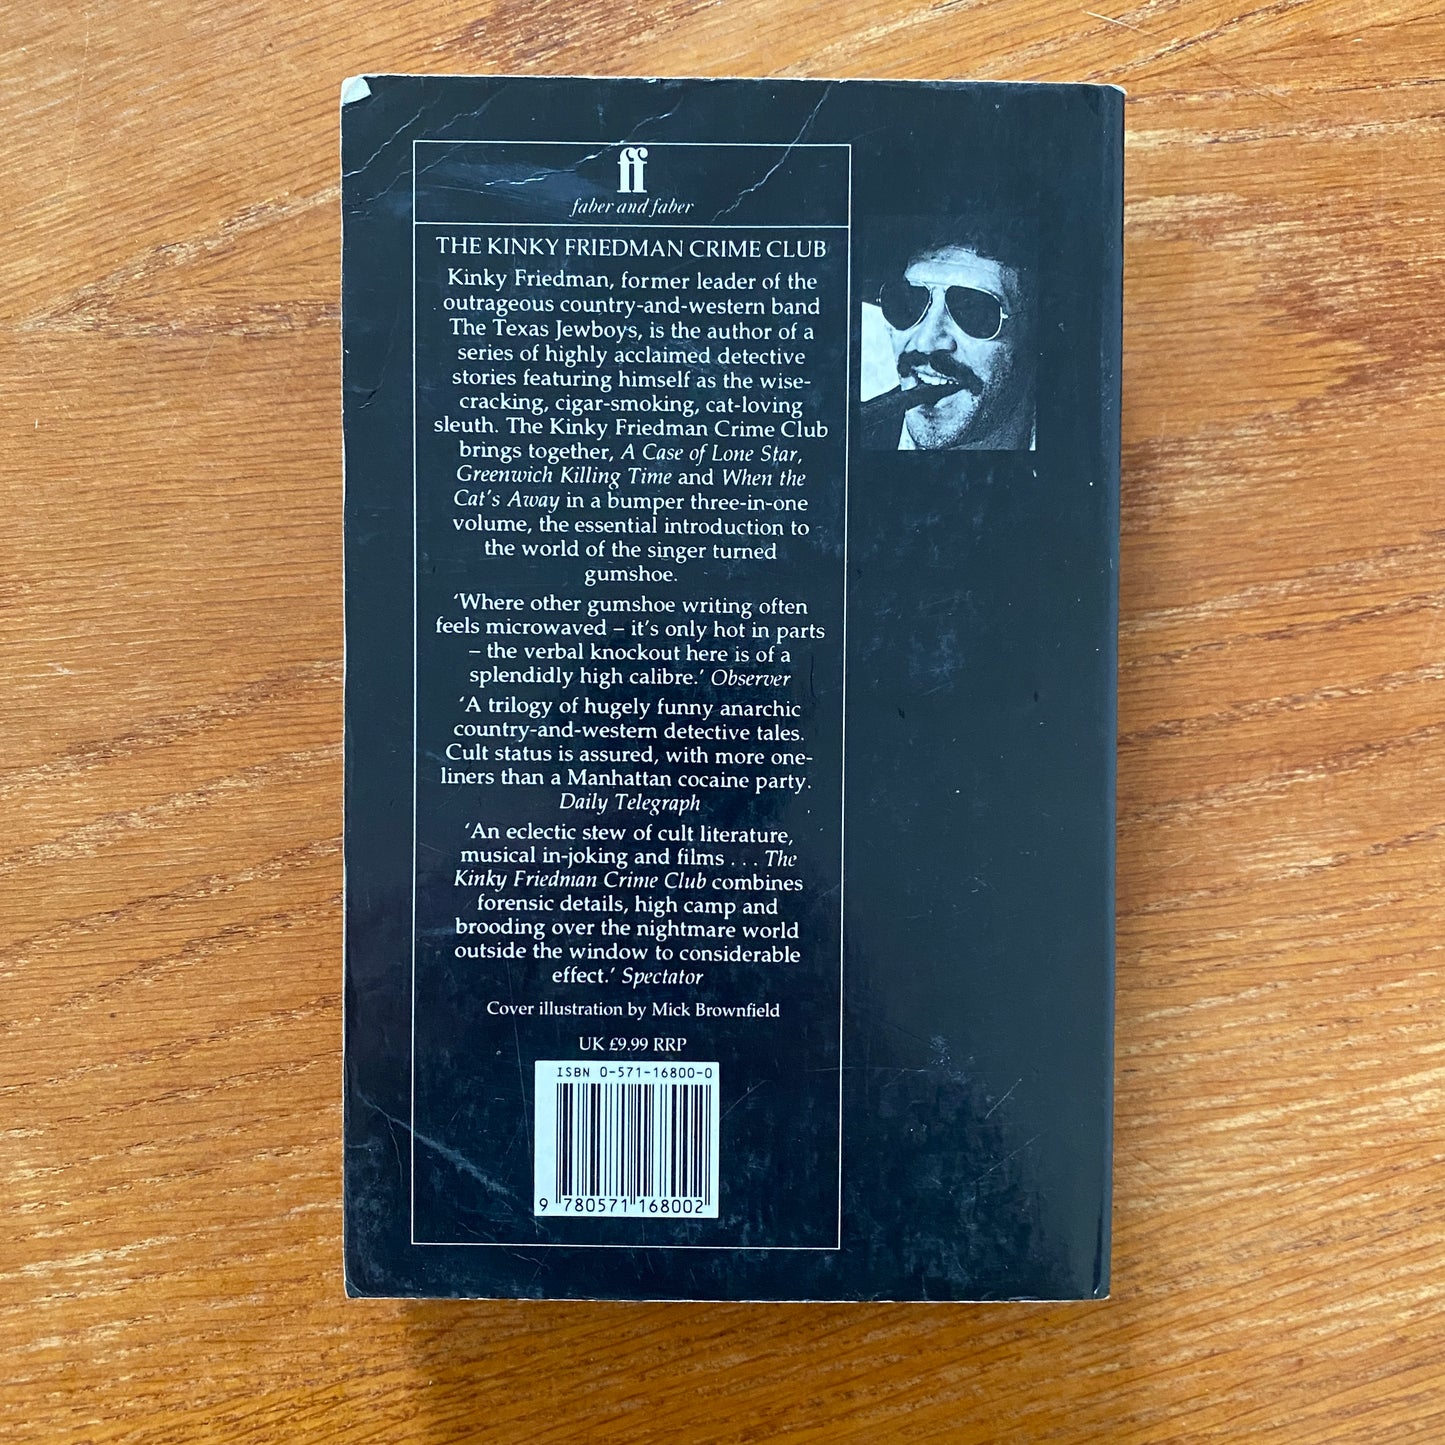 ff
faber and faber
THE KINKY FRIEDMAN CRIME CLUB
Kinky Friedman, former leader of the
outrageous country-and-western band
The Texas Jewboys, is the author of a
series of highly acclaimed detective
stories featuring himself as the wise-
cracking, cigar-smoking, cat-loving
sleuth. The Kinky Friedman Crime Club
brings together, A Case of Lone Star,
Greenwich Killing Time and When the
Cat's Away in a bumper three-in-one
volume, the essential introduction to
the world of the singer turned
gumshoe.
‘Where other gumshoe writing often
feels microwaved – it's only hot in parts
– the verbal knockout here is of a
splendidly high calibre.’ Observer
‘A trilogy of hugely funny anarchic
country-and-western detective tales.
Cult status is assured, with more one-
liners than a Manhattan cocaine party.
Daily Telegraph
‘An eclectic stew of cult literature,
musical in-joking and films . . . The
Kinky Friedman Crime Club combines
forensic details, high camp and
brooding over the nightmare world
outside the window to considerable
effect.’ Spectator
Cover illustration by Mick Brownfield
UK £9.99 RRP
ISBN 0-571-16800-0
9 780571 168002